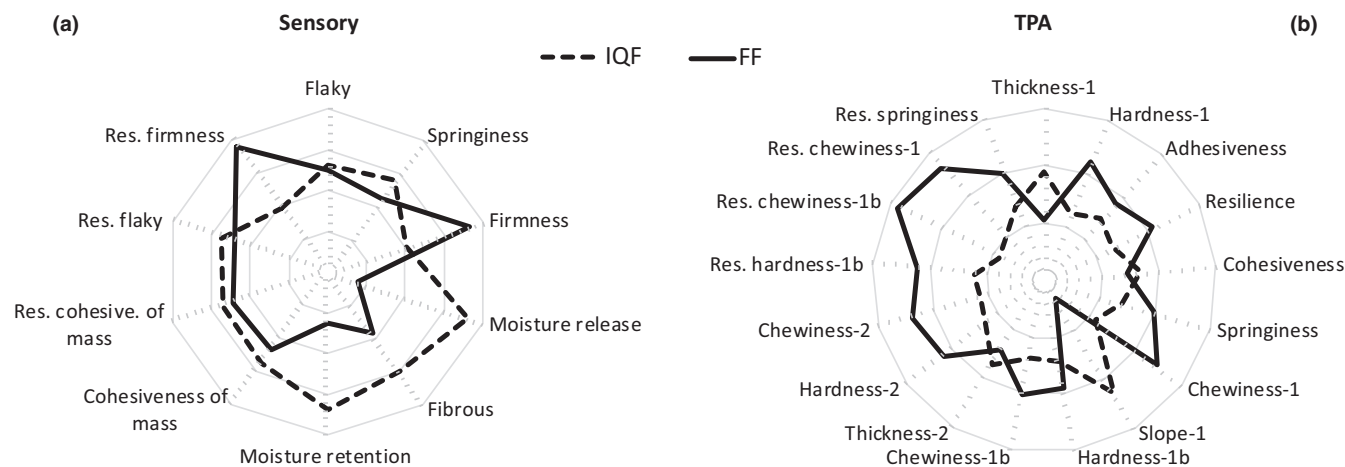 (a)
Sensory
TPA
(b)
IQF
FF
Flaky
Springiness
Firmness
Moisture release
Fibrous
Moisture retention
Cohesiveness of
mass
Res. cohesive. of
mass
Res. flaky
Res. firmness
Thickness-1
Hardness-1
Adhesiveness
Resilience
Cohesiveness
Springiness
Chewiness-1
Slope-1
Hardness-1b
Chewiness-1b
Thickness-2
Hardness-2
Chewiness-2
Res. hardness-1b
Res. chewiness-1b
Res. chewiness-1
Res. springiness